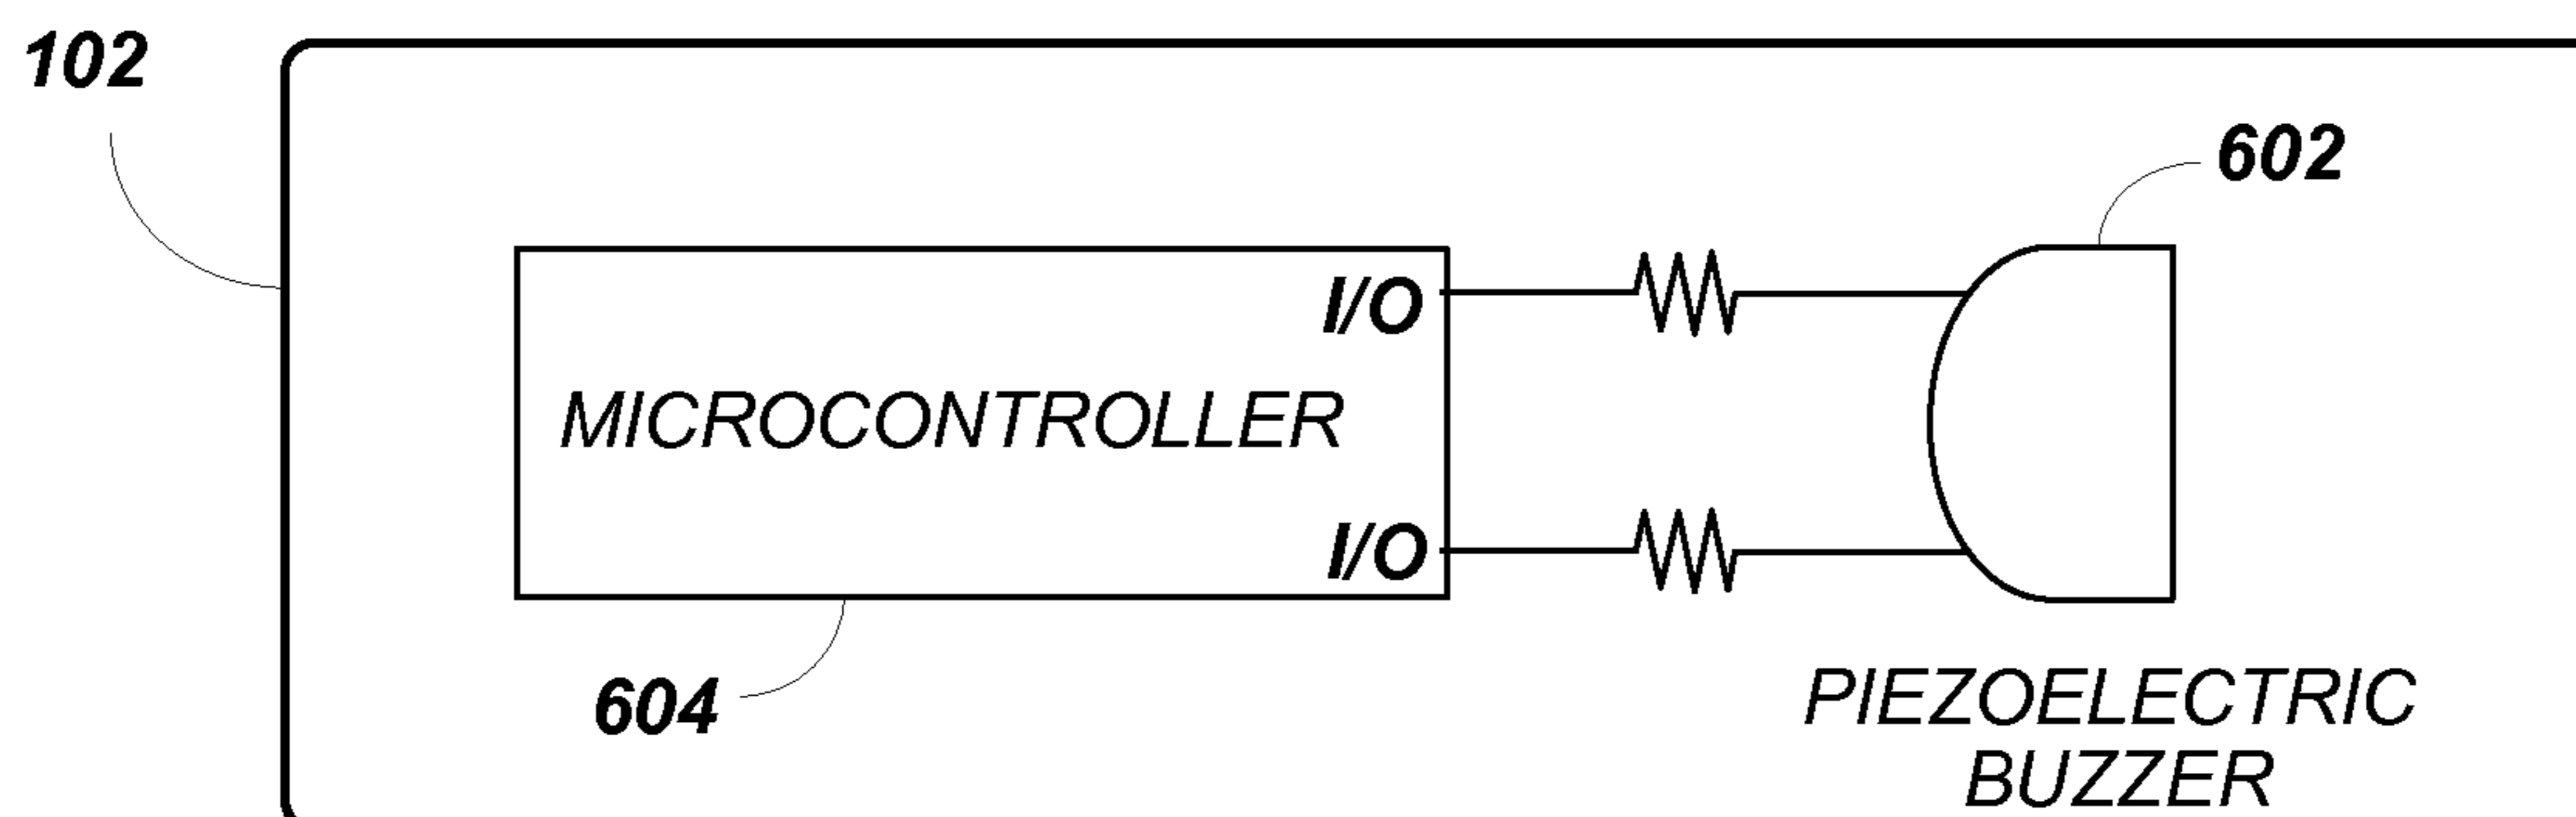 102
602
I/O
MICROCONTROLLER
I/O
604
PIEZOELECTRIC
BUZZER